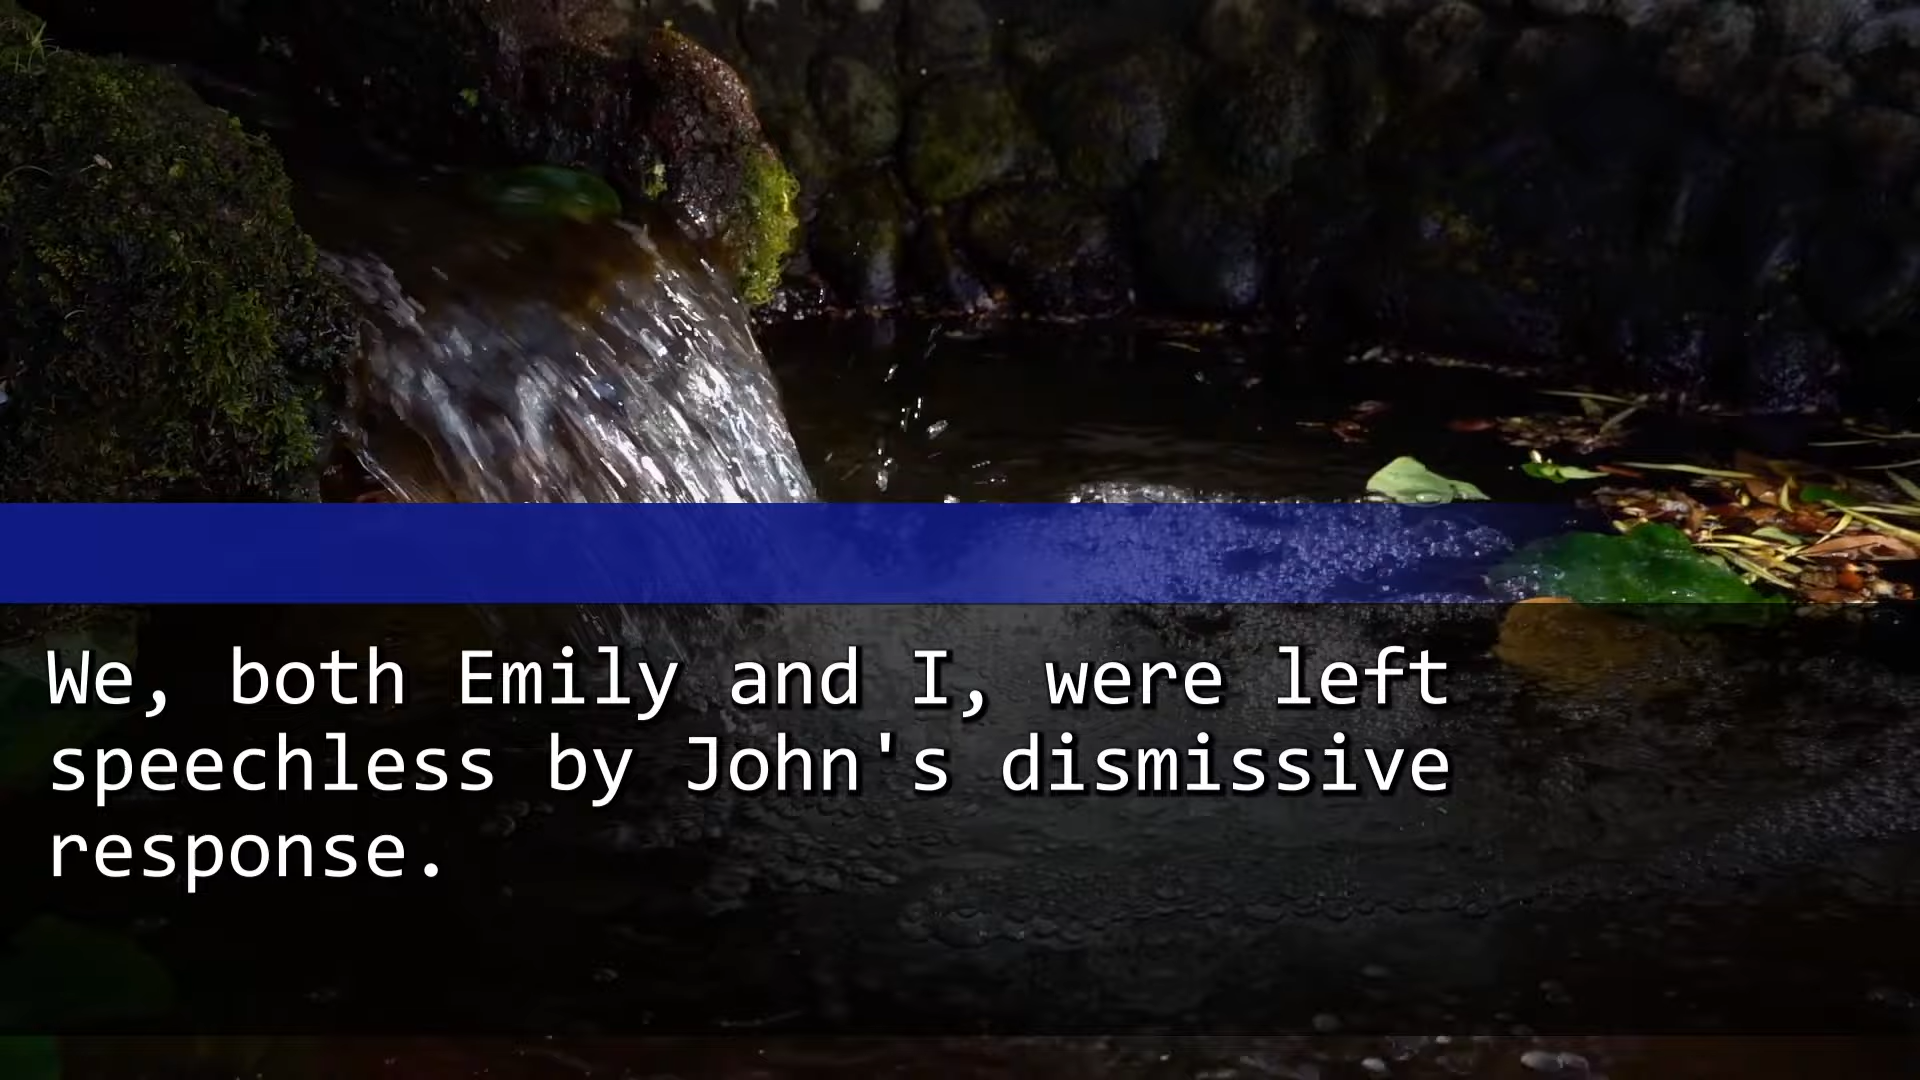 We, both Emily and I, were left
speechless by John's dismissive
response.